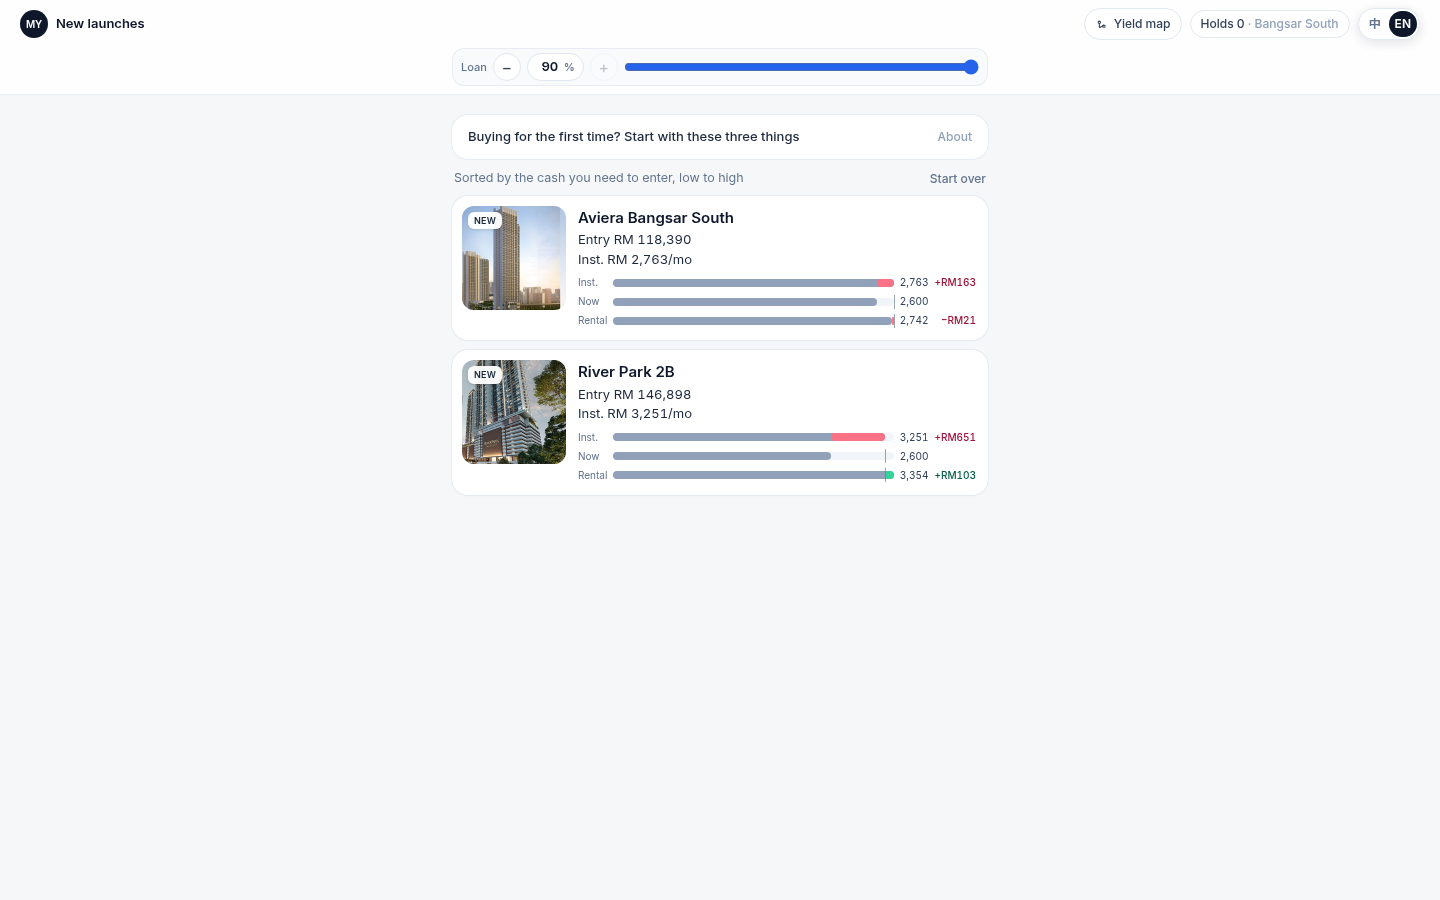 MY New launches
Yield map
Holds 0 · Bangsar South
中 EN
Loan − 90 % +
Buying for the first time? Start with these three things
About
Sorted by the cash you need to enter, low to high
Start over
NEW
Aviera Bangsar South
Entry RM 118,390
Inst. RM 2,763/mo
Inst. 2,763 +RM163
Now 2,600
Rental 2,742 −RM21
NEW
River Park 2B
Entry RM 146,898
Inst. RM 3,251/mo
Inst. 3,251 +RM651
Now 2,600
Rental 3,354 +RM103